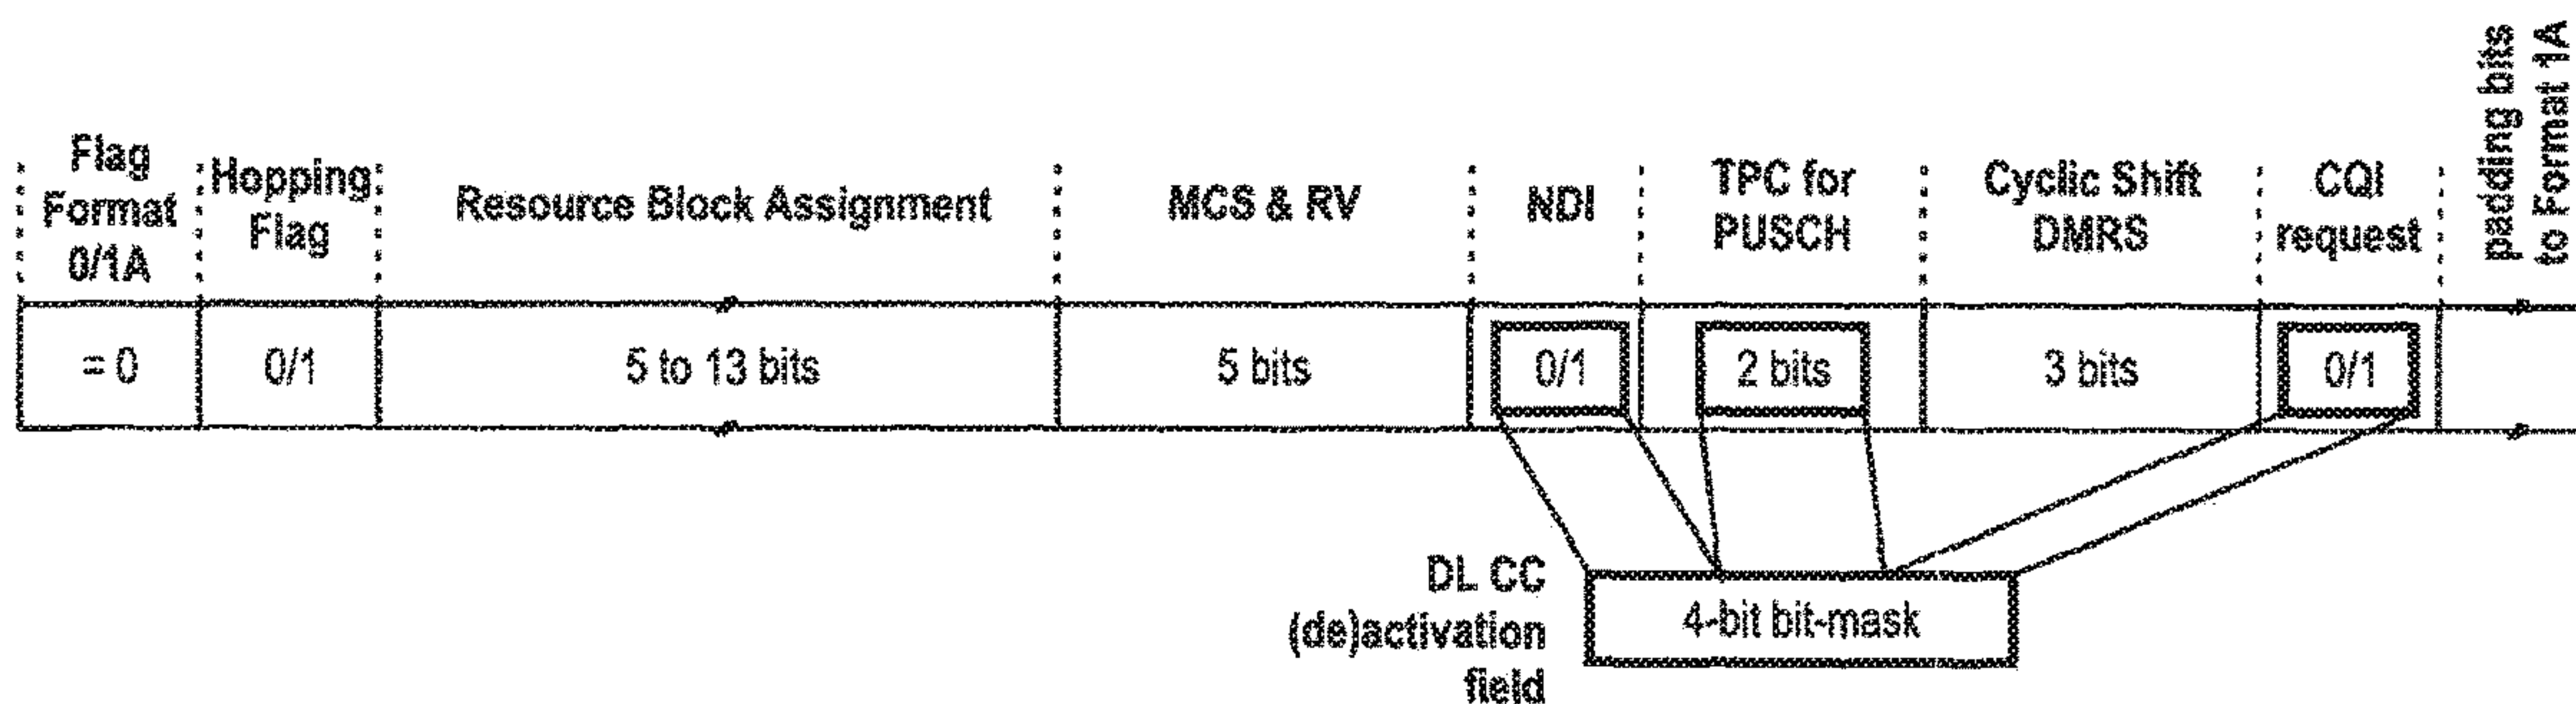 Flag
Format
0/1A
Hopping
Flag
Resource Block Assignment
MCS & RV
NDI
TPC for
PUSCH
Cyclic Shift
DMRS
CQI
request
padding bits
to Format 1A
= 0
0/1
5 to 13 bits
5 bits
0/1
2 bits
3 bits
0/1
DL CC
(de)activation
field
4-bit bit-mask